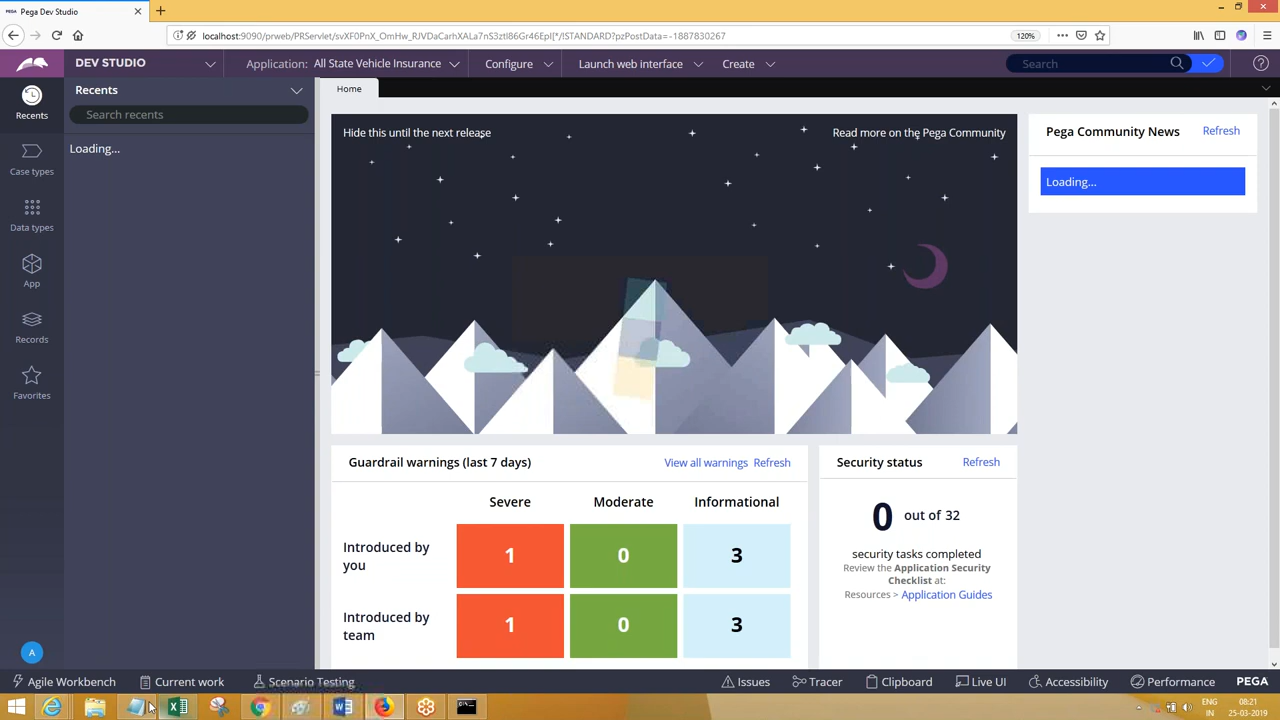 Pega Dev Studio
localhost:9090/prweb/PRServlet/svXF0PnX_OmHw_RJVDaCarhXALa7nS3ztI86Gr46EpI[*/!STANDARD?pzPostData=-1887830267
120%
DEV STUDIO
Application: All State Vehicle Insurance
Configure
Launch web interface
Create
Search
Recents
Search recents
Loading...
Recents
Case types
Data types
App
Records
Favorites
A
Home
Hide this until the next release
Read more on the Pega Community
Pega Community News
Refresh
Loading...
Guardrail warnings (last 7 days)
View all warnings
Refresh
Severe
Moderate
Informational
Introduced by you
1
0
3
Introduced by team
1
0
3
Security status
Refresh
0 out of 32
security tasks completed
Review the Application Security
Checklist at:
Resources > Application Guides
Agile Workbench
Current work
Scenario Testing
Issues
Tracer
Clipboard
Live UI
Accessibility
Performance
PEGA
ENG
IN
08:21
25-03-2019